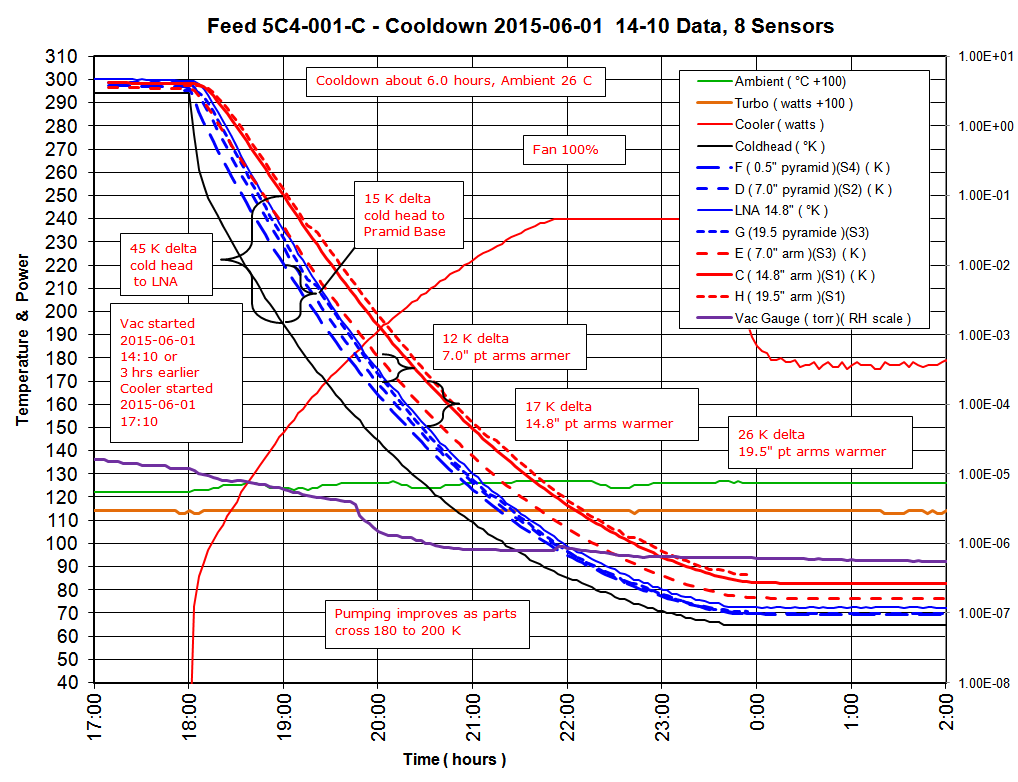 Feed 5C4-001-C - Cooldown 2015-06-01  14-10 Data, 8 Sensors
Temperature & Power
310
300
290
280
270
260
250
240
230
220
210
200
190
180
170
160
150
140
130
120
110
100
90
80
70
60
50
40
1.00E+01
1.00E+00
1.00E-01
1.00E-02
1.00E-03
1.00E-04
1.00E-05
1.00E-06
1.00E-07
1.00E-08
Cooldown about 6.0 hours, Ambient 26 C
Fan 100%
Ambient ( °C +100)
Turbo ( watts +100 )
Cooler ( watts )
Coldhead ( °K )
F ( 0.5" pyramid )(S4) ( K )
D ( 7.0" pyramid )(S2) ( K )
LNA 14.8" ( °K )
G (19.5 pyramide )(S3)
E ( 7.0" arm )(S3) ( K )
C ( 14.8" arm )(S1) ( K )
H ( 19.5" arm )(S1)
Vac Gauge ( torr )( RH scale )
15 K delta
cold head to
Pramid Base
45 K delta
cold head
to LNA
Vac started
2015-06-01
14:10 or
3 hrs earlier
Cooler started
2015-06-01
17:10
12 K delta
7.0" pt arms armer
17 K delta
14.8" pt arms warmer
26 K delta
19.5" pt arms warmer
Pumping improves as parts
cross 180 to 200 K
17:00
18:00
19:00
20:00
21:00
22:00
23:00
0:00
1:00
2:00
Time ( hours )